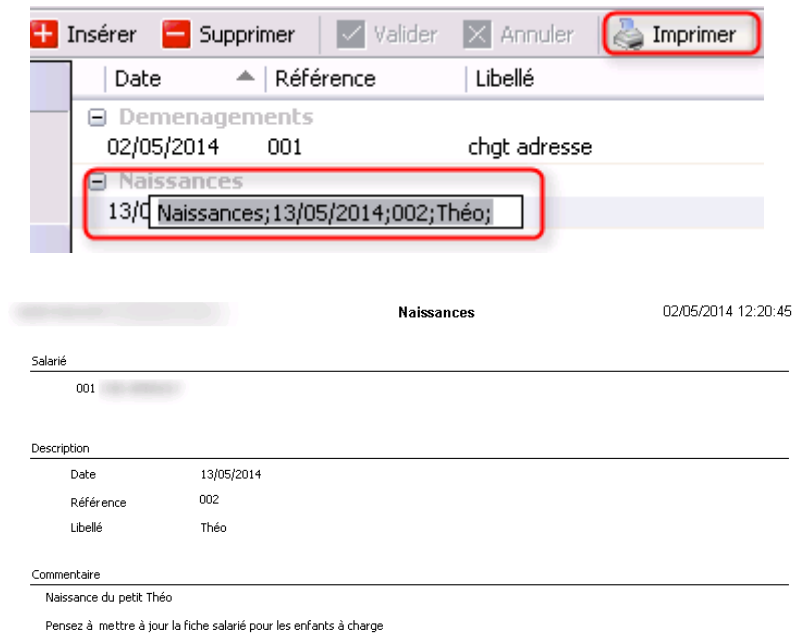 Insérer Supprimer Valider Annuler Imprimer
Date Référence Libellé
Demenagements
02/05/2014 001 chgt adresse
Naissances
13/0 Naissances;13/05/2014;002;Théo;
Naissances 02/05/2014 12:20:45
Salarié
001
Description
Date 13/05/2014
Référence 002
Libellé Théo
Commentaire
Naissance du petit Théo
Pensez à mettre à jour la fiche salarié pour les enfants à charge